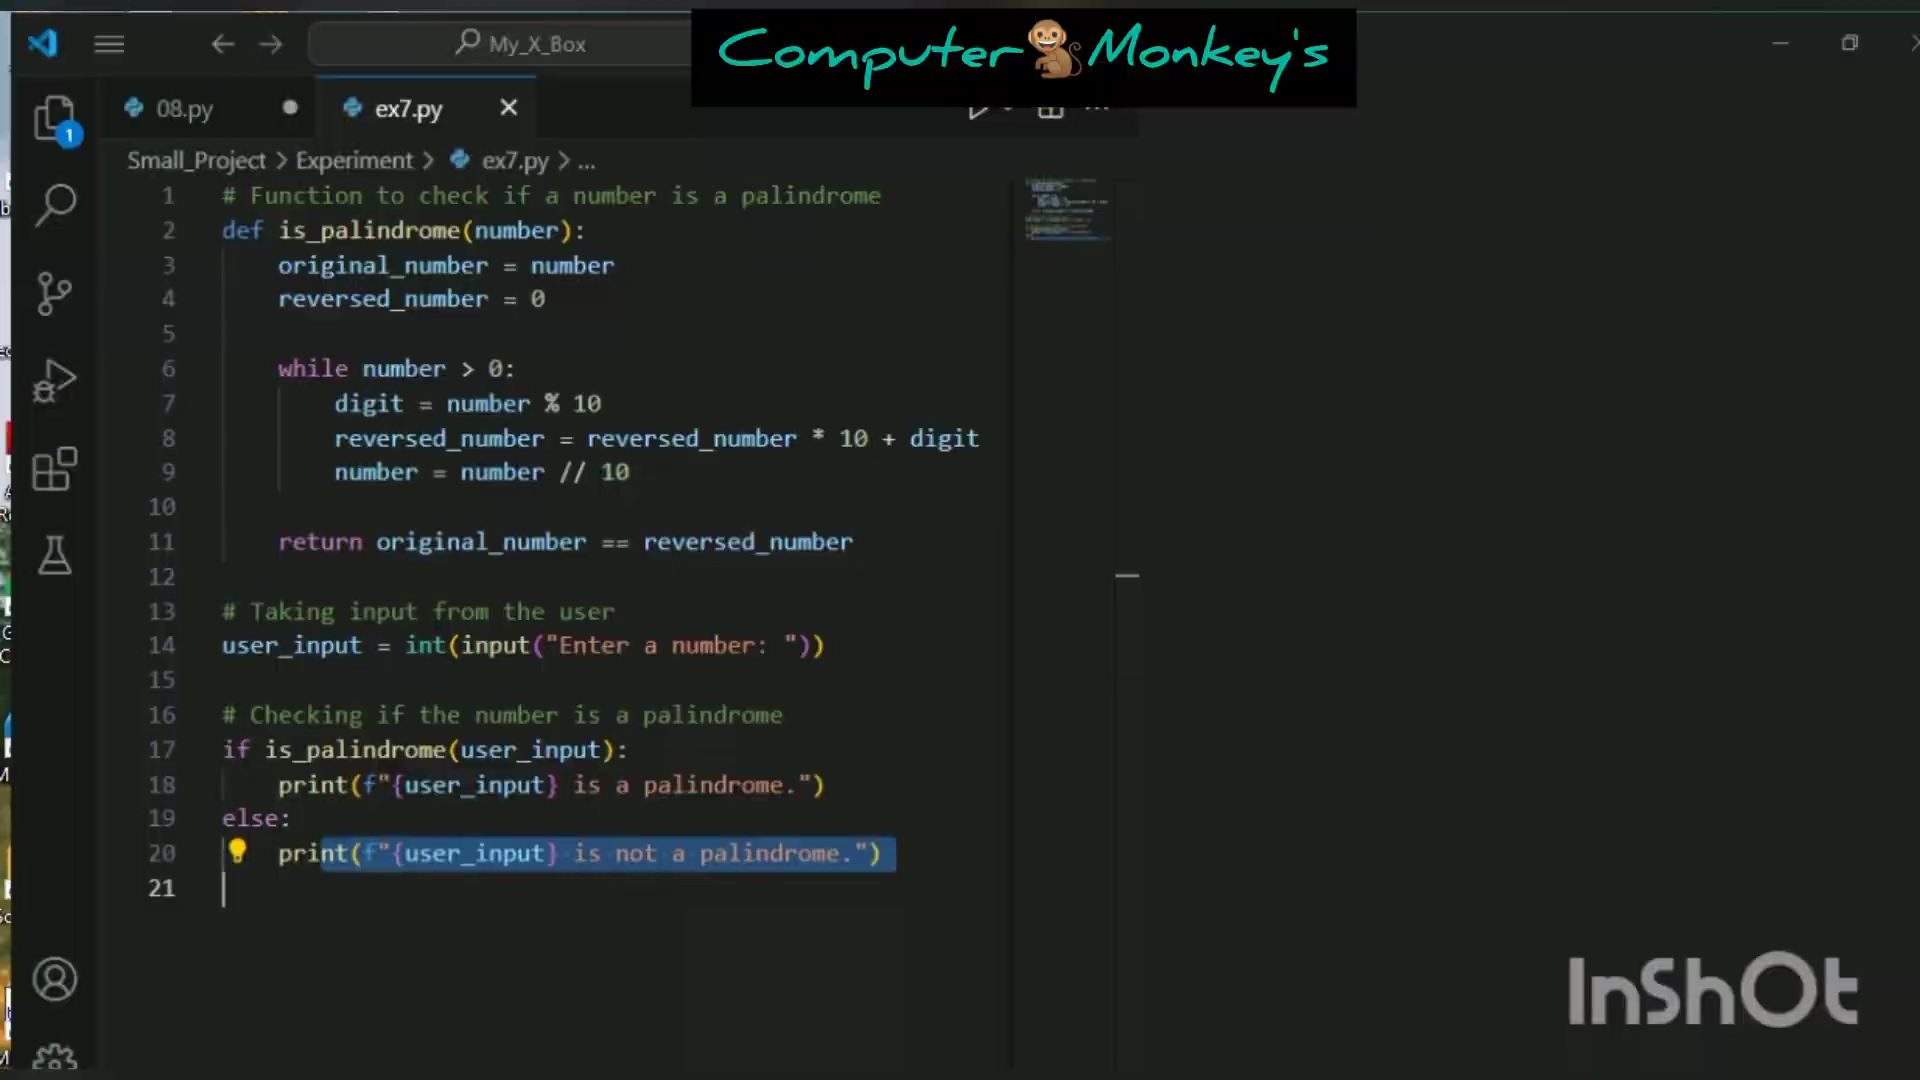 Computer Monkey's
My_X_Box
08.py
ex7.py
1
Small_Project > Experiment > ex7.py > ...
1 # Function to check if a number is a palindrome
2 def is_palindrome(number):
3 original_number = number
4 reversed_number = 0
5
6 while number > 0:
7 digit = number % 10
8 reversed_number = reversed_number * 10 + digit
9 number = number // 10
10
11 return original_number == reversed_number
12
13 # Taking input from the user
14 user_input = int(input("Enter a number: "))
15
16 # Checking if the number is a palindrome
17 if is_palindrome(user_input):
18 print(f"{user_input} is a palindrome.")
19 else:
20 print(f"{user_input} is not a palindrome.")
21
InShOt